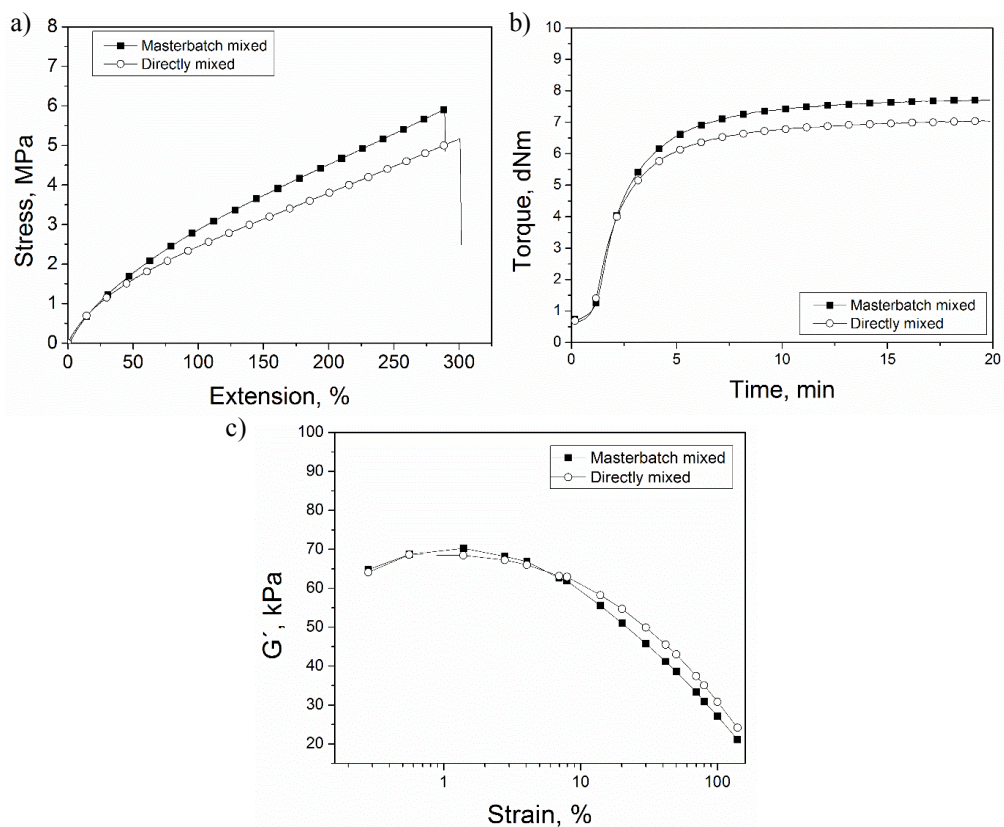 a)
8
7
6
5
4
3
2
1
0
Stress, MPa
Masterbatch mixed
Directly mixed
0 50 100 150 200 250 300
Extension, %
b)
10
9
8
7
6
5
4
3
2
1
0
Torque, dNm
Masterbatch mixed
Directly mixed
0 5 10 15 20
Time, min
c)
100
90
80
70
60
50
40
30
20
G´, kPa
Masterbatch mixed
Directly mixed
1 10 100
Strain, %